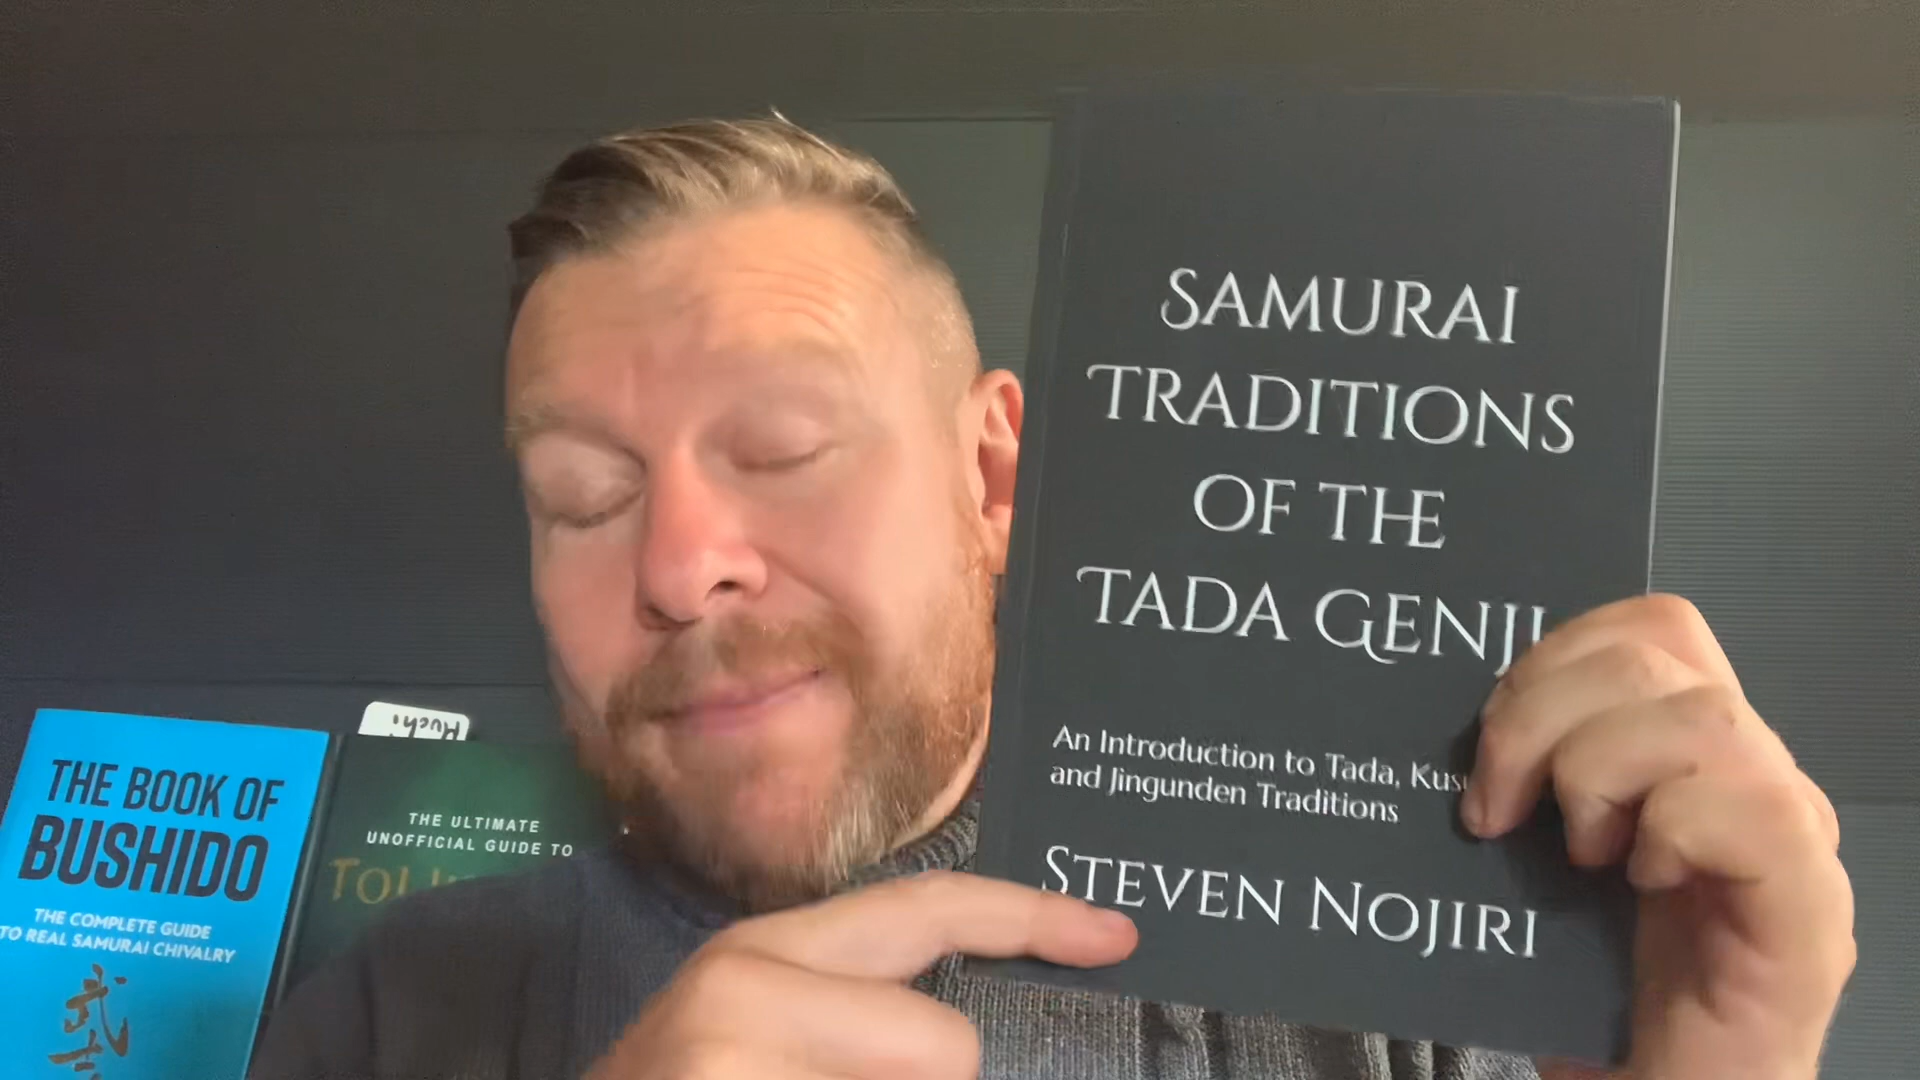 SAMURAI
TRADITIONS
OF THE
TADA GENJI
An Introduction to Tada,
and Jingunden Traditions
STEVEN NOJIRI
THE BOOK OF
BUSHIDO
THE COMPLETE GUIDE
TO REAL SAMURAI CHIVALRY
武
THE ULTIMATE
UNOFFICIAL GUIDE TO